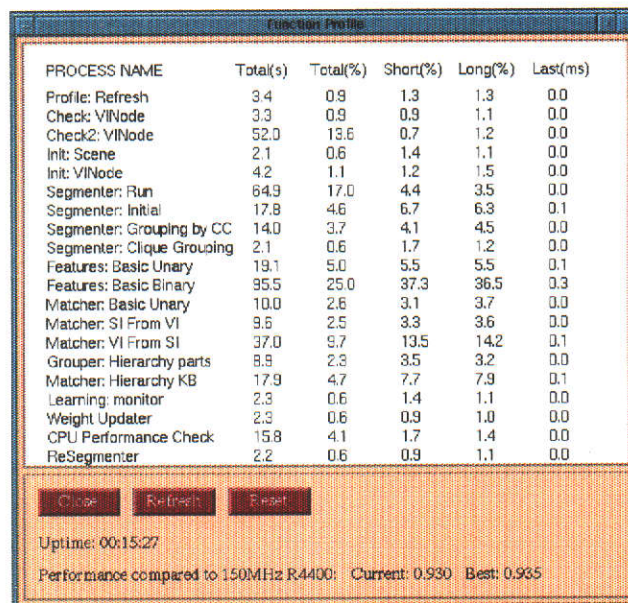 Function Profile
PROCESS NAME Total(s) Total(%) Short(%) Long(%) Last(ms)
Profile: Refresh 3.4 0.9 1.3 1.3 0.0
Check: VINode 3.3 0.9 0.9 1.1 0.0
Check2: VINode 52.0 13.6 0.7 1.2 0.0
Init: Scene 2.1 0.6 1.4 1.1 0.0
Init: VINode 4.2 1.1 1.2 1.5 0.0
Segmenter: Run 64.9 17.0 4.4 3.5 0.0
Segmenter: Initial 17.8 4.6 6.7 6.3 0.1
Segmenter: Grouping by CC 14.0 3.7 4.1 4.5 0.0
Segmenter: Clique Grouping 2.1 0.6 1.7 1.2 0.0
Features: Basic Unary 19.1 5.0 5.5 5.5 0.1
Features: Basic Binary 95.5 25.0 37.3 36.5 0.3
Matcher: Basic Unary 10.0 2.6 3.1 3.7 0.0
Matcher: SI From VI 9.6 2.5 3.3 3.6 0.0
Matcher: VI From SI 37.0 9.7 13.5 14.2 0.1
Grouper: Hierarchy parts 8.9 2.3 3.5 3.2 0.0
Matcher: Hierarchy KB 17.9 4.7 7.7 7.9 0.1
Learning: monitor 2.3 0.6 1.4 1.1 0.0
Weight Updater 2.3 0.6 0.9 1.0 0.0
CPU Performance Check 15.8 4.1 1.7 1.4 0.0
ReSegmenter 2.2 0.6 0.9 1.1 0.0
Close Refresh Reset
Uptime: 00:15:27
Performance compared to 150MHz R4400: Current: 0.930 Best: 0.935